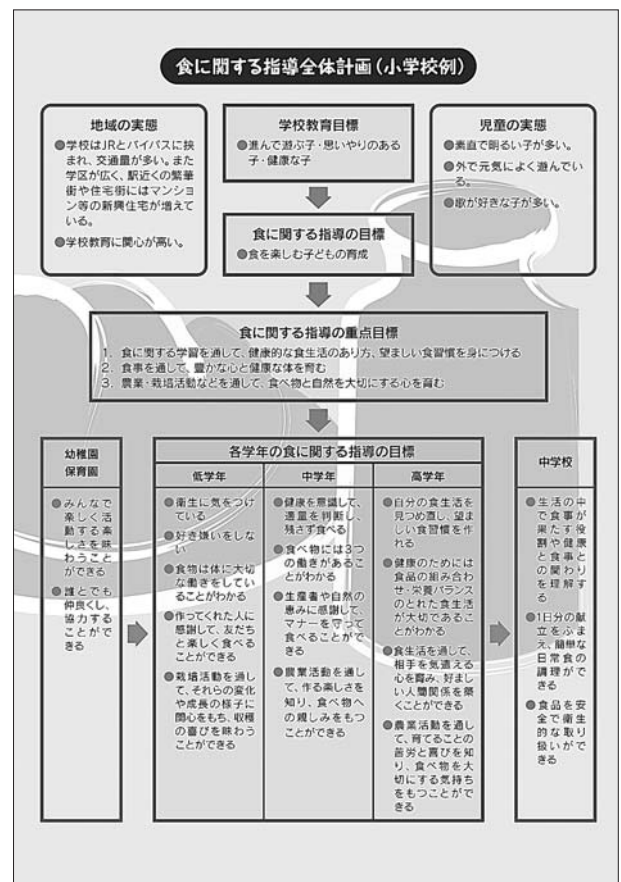 食に関する指導全体計画（小学校例）
地域の実態
●学校はJRとバイパスに挟
まれ、交通量が多い。また
学区が広く、駅近くの繁華
街や住宅街にはマンショ
ン等の新興住宅が増えて
いる。
●学校教育に関心が高い。
学校教育目標
●進んで遊ぶ子・思いやりのある
子・健康な子
児童の実態
●素直で明るい子が多い。
●外で元気によく遊んでい
る。
●歌が好きな子が多い。
食に関する指導の目標
●食を楽しむ子どもの育成
食に関する指導の重点目標
1. 食に関する学習を通して、健康的な食生活のあり方、望ましい食習慣を身につける
2. 食事を通して、豊かな心と健康な体を育む
3. 農業・栽培活動などを通して、食べ物と自然を大切にする心を育む
幼稚園
保育園
●みんなで
楽しく活
動する楽
しさを味
わうこと
ができる
●誰とでも
仲良くし、
協力する
ことがで
きる
各学年の食に関する指導の目標
低学年
●衛生に気をつけ
ている
●好き嫌いをしな
い
●食物は体に大切
な働きをしてい
ることがわかる
●作ってくれた人に
感謝して、友だち
と楽しく食べる
ことができる
●栽培活動を通し
て、それらの変化
や成長の様子に
関心をもち、収穫
の喜びを味わう
ことができる
中学年
●健康を意識して、
適量を判断し、
残さず食べる
●食べ物には3つ
の働きがあるこ
とがわかる
●生産者や自然の
恵みに感謝して、
マナーを守って
食べることがで
きる
●農業活動を通し
て、作る楽しさを
知り、食べ物へ
の親しみをもつ
ことができる
高学年
●自分の食生活を
見つめ直し、望ま
しい食習慣を作
れる
●健康のためには
食品の組み合わ
せ・栄養バランス
のとれた食生活
が大切であるこ
とがわかる
●食生活を通して、
相手を気遣える
心を育み、好まし
い人間関係を築
くことができる
●農業活動を通し
て、育てることの
苦労と喜びを知
り、食べ物を大
切にする気持ち
をもつことがで
きる
中学校
●生活の中
で食事が
果たす役
割や健康
と食事と
の関わり
を理解す
る
●1日分の献
立をふま
え、簡単な
日常食の
調理がで
きる
●食品を安
全で衛生
的な取り
扱いがで
きる